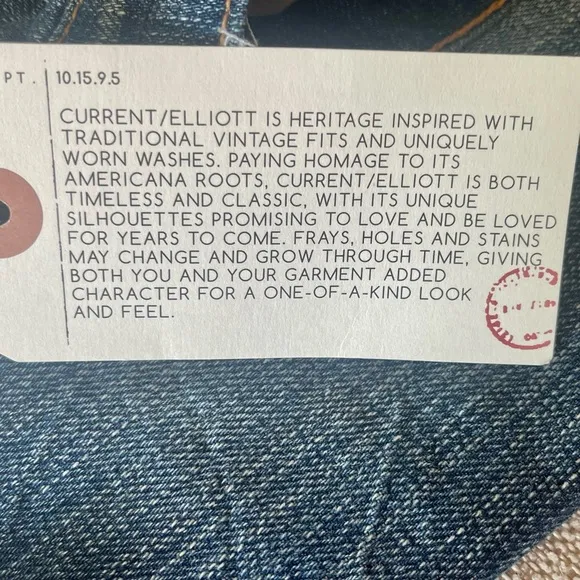 PT. 10.15.9.5
CURRENT/ELLIOTT IS HERITAGE INSPIRED WITH
TRADITIONAL VINTAGE FITS AND UNIQUELY
WORN WASHES. PAYING HOMAGE TO ITS
AMERICANA ROOTS, CURRENT/ELLIOTT IS BOTH
TIMELESS AND CLASSIC, WITH ITS UNIQUE
SILHOUETTES PROMISING TO LOVE AND BE LOVED
FOR YEARS TO COME. FRAYS, HOLES AND STAINS
MAY CHANGE AND GROW THROUGH TIME, GIVING
BOTH YOU AND YOUR GARMENT ADDED
CHARACTER FOR A ONE-OF-A-KIND LOOK
AND FEEL.